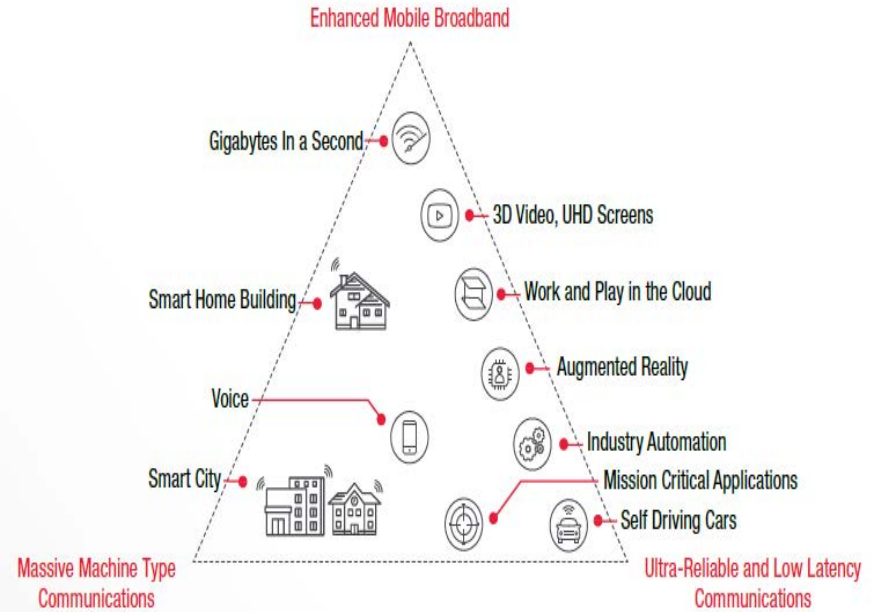 Enhanced Mobile Broadband
Gigabytes In a Second
3D Video, UHD Screens
Smart Home Building
Work and Play in the Cloud
Augmented Reality
Voice
Industry Automation
Smart City
Mission Critical Applications
Self Driving Cars
Massive Machine Type
Communications
Ultra-Reliable and Low Latency
Communications